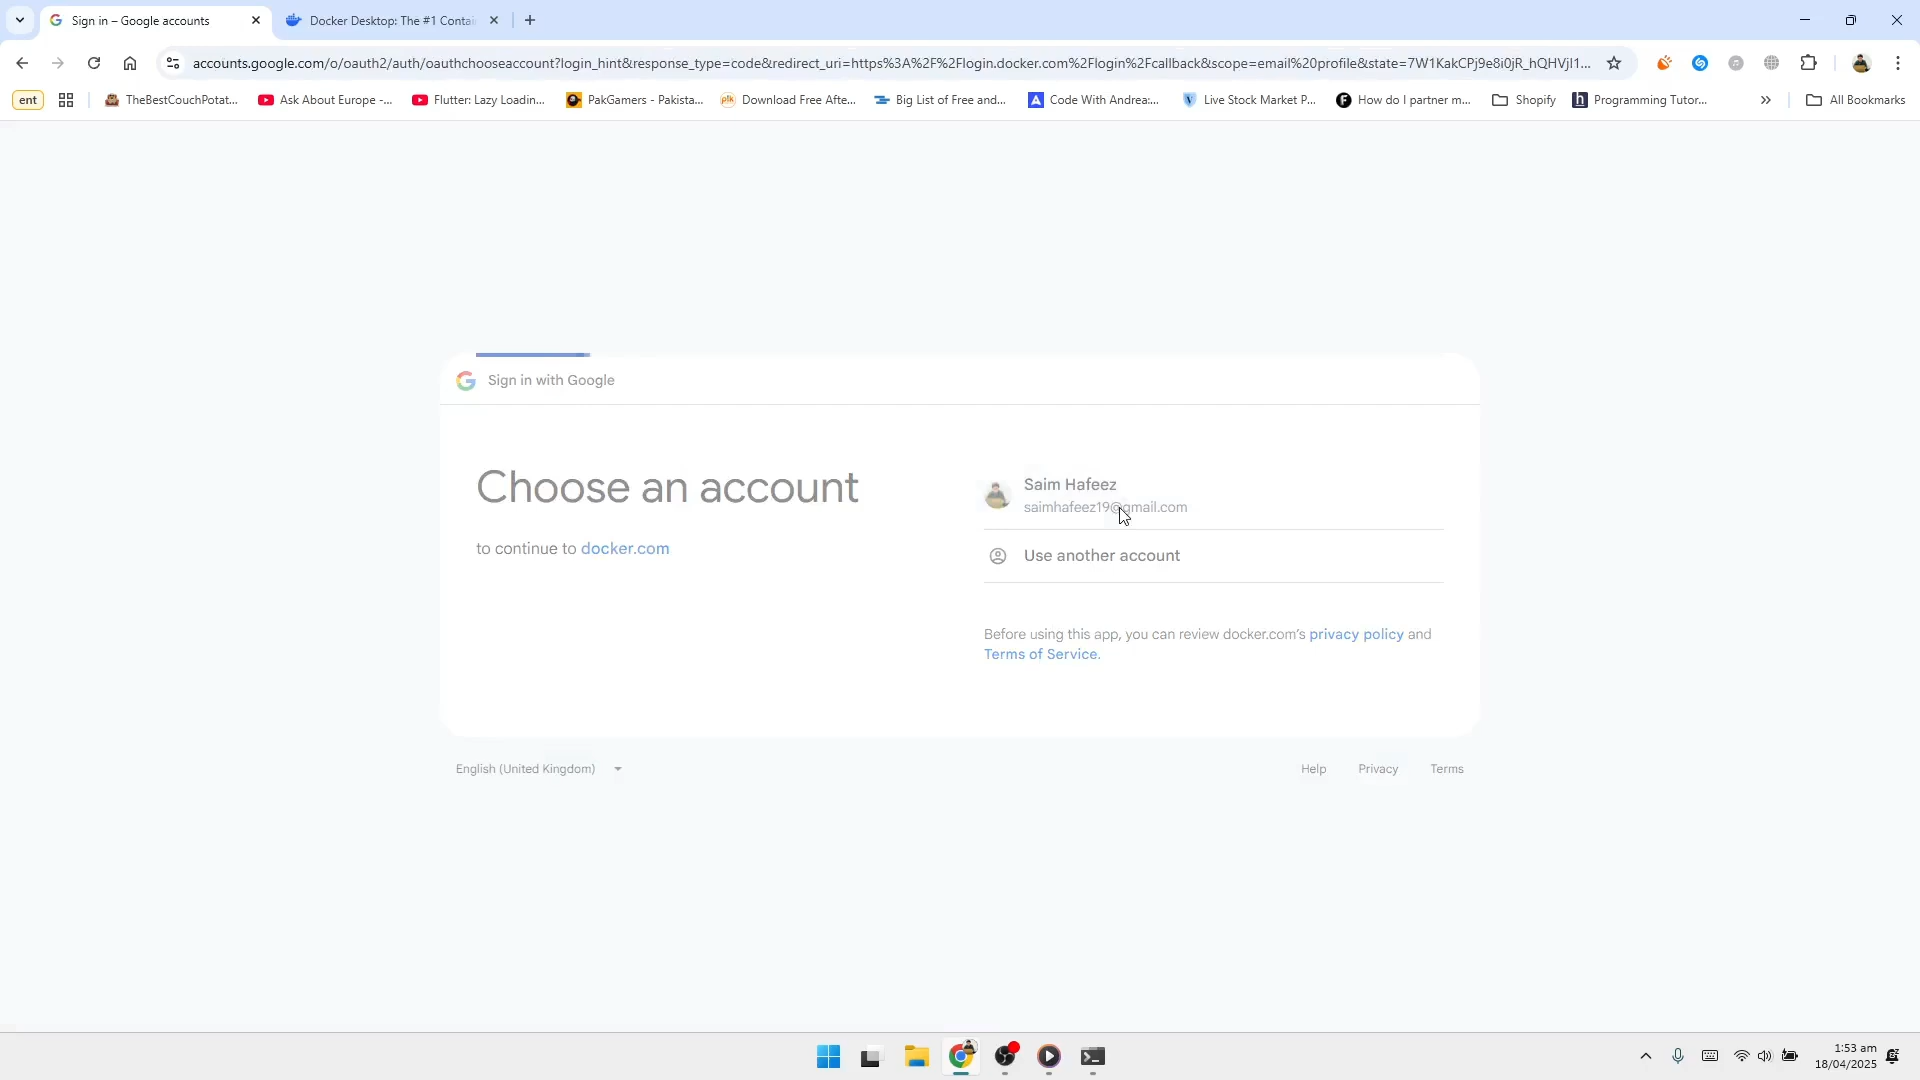 Sign in – Google accounts
Docker Desktop: The #1 Contai
accounts.google.com/o/oauth2/auth/oauthchooseaccount?login_hint&response_type=code&redirect_uri=https%3A%2F%2Flogin.docker.com%2Flogin%2Fcallback&scope=email%20profile&state=7W1KakCPj9e8i0jR_hQHVjI1...
ent
TheBestCouchPotat...
Ask About Europe -...
Flutter: Lazy Loadin...
PakGamers - Pakista...
Download Free Afte...
Big List of Free and...
Code With Andrea:...
Live Stock Market P...
How do I partner m...
Shopify
Programming Tutor...
All Bookmarks
Sign in with Google
Choose an account
to continue to docker.com
Saim Hafeez
saimhafeez19@gmail.com
Use another account
Before using this app, you can review docker.com's privacy policy and
Terms of Service.
English (United Kingdom)
Help
Privacy
Terms
1:53 am
18/04/2025